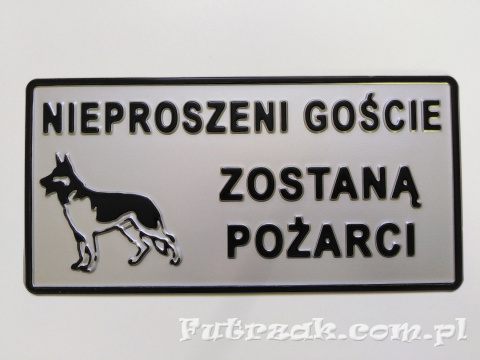 NIEPROSZENI GOŚCIE
ZOSTANĄ
POŻARCI
Futrzak.com.pl